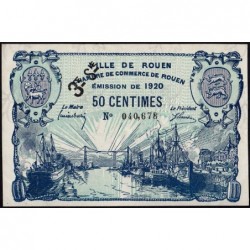 VILLE DE ROUEN
CHAMBRE DE COMMERCE DE ROUEN
ÉMISSION DE 1920
50 CENTIMES
Le Maire
Le Président
No 040,678